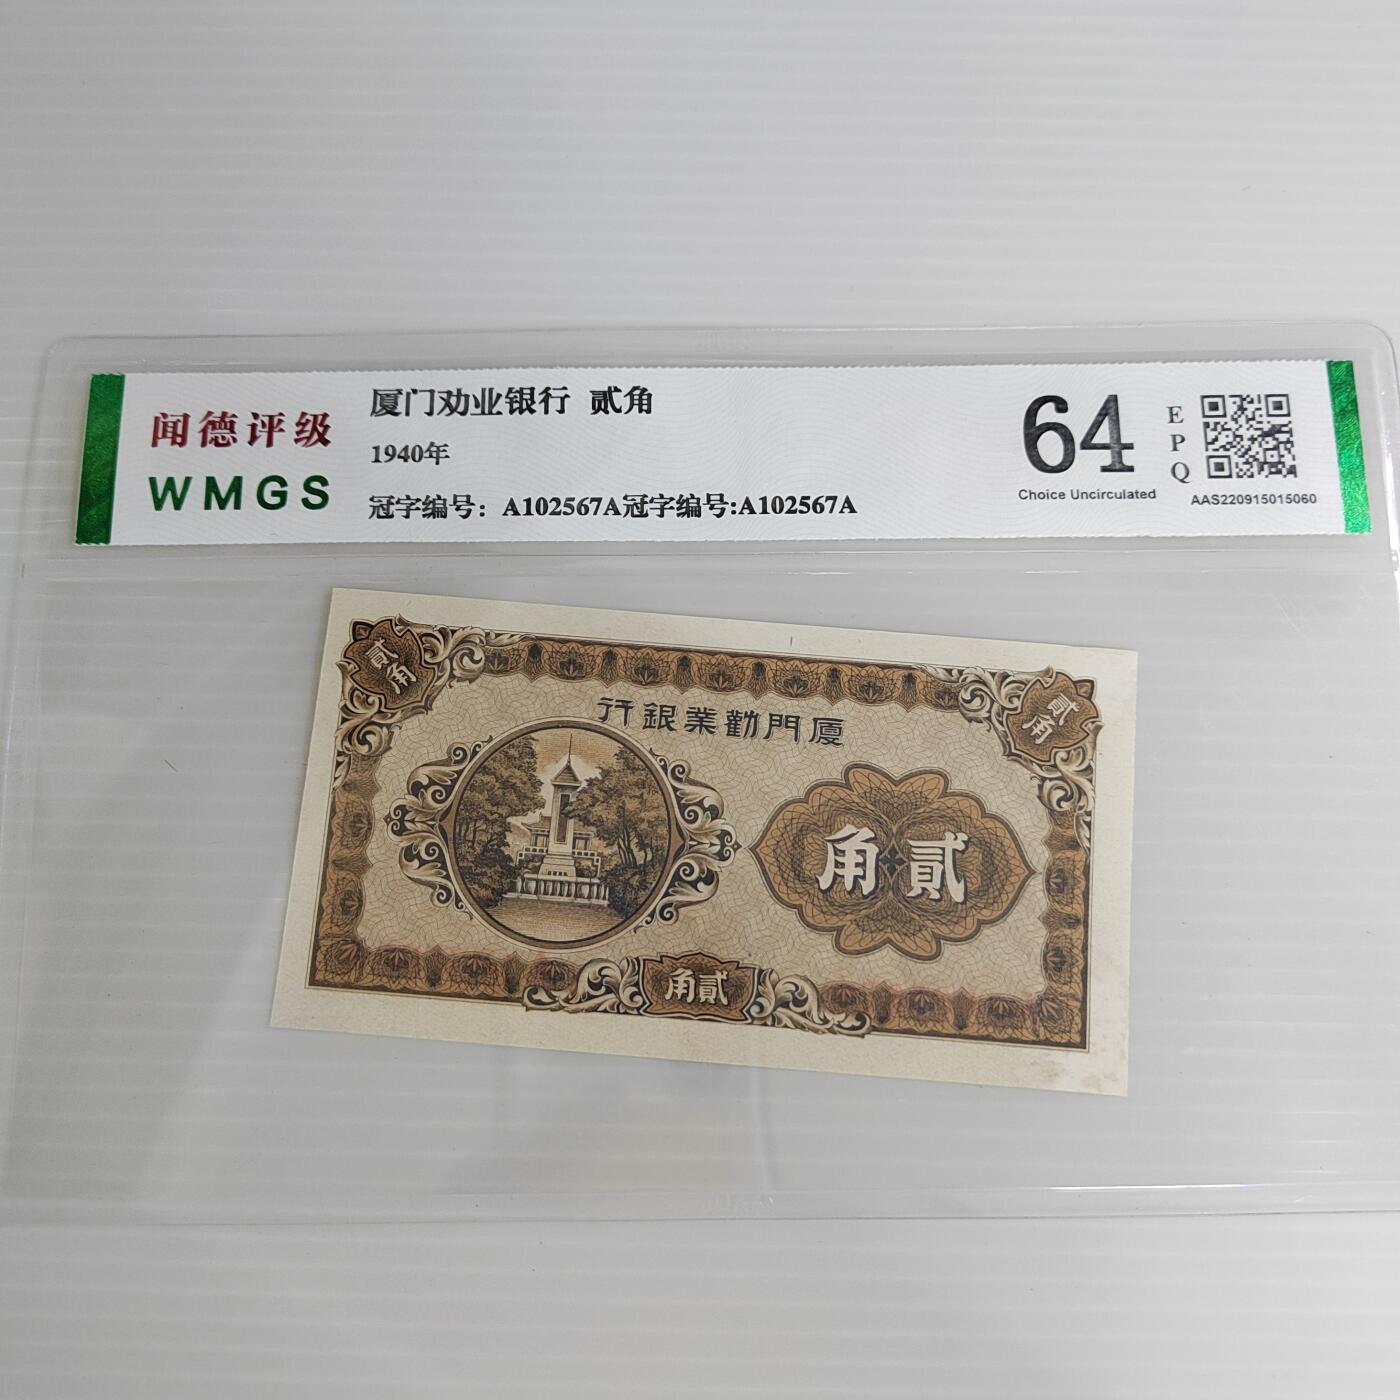 闻德评级
WMGS
厦门劝业银行 贰角
1940年
冠字编号：A102567A冠字编号:A102567A
64
Choice Uncirculated
EPQ
AAS220915015060
貳角
貳角
厦門勸業銀行
貳角
貳角